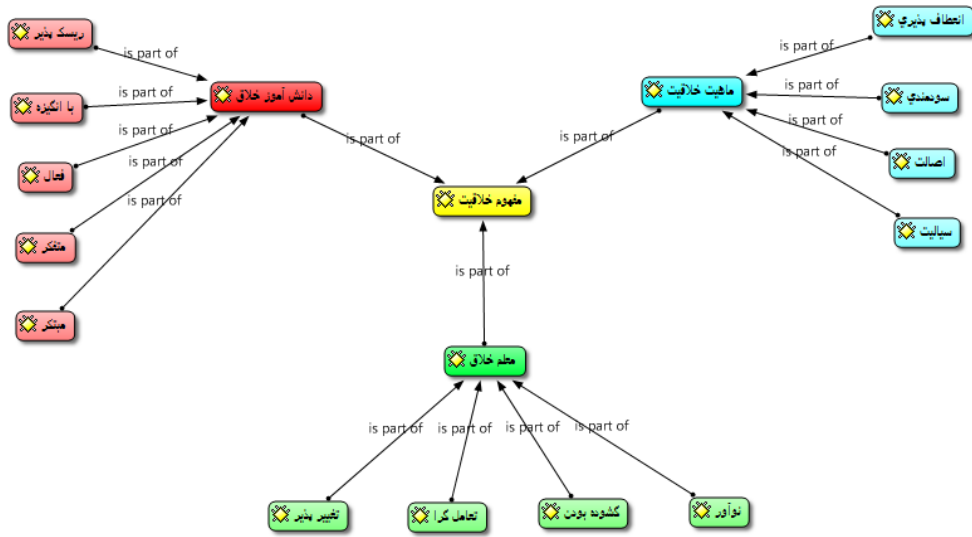 ریسک پذیر
با انگیزه
فعال
متفکر
مبتکر
دانش آموز خلاق
is part of
is part of
is part of
is part of
is part of
is part of
مفهوم خلاقیت
ماهیت خلاقیت
is part of
انعطاف پذیری
سودمندی
اصالت
سیالیت
is part of
is part of
is part of
is part of
is part of
معلم خلاق
is part of
is part of
is part of
is part of
تغییر پذیر
تعامل گرا
گشوده بودن
نوآور